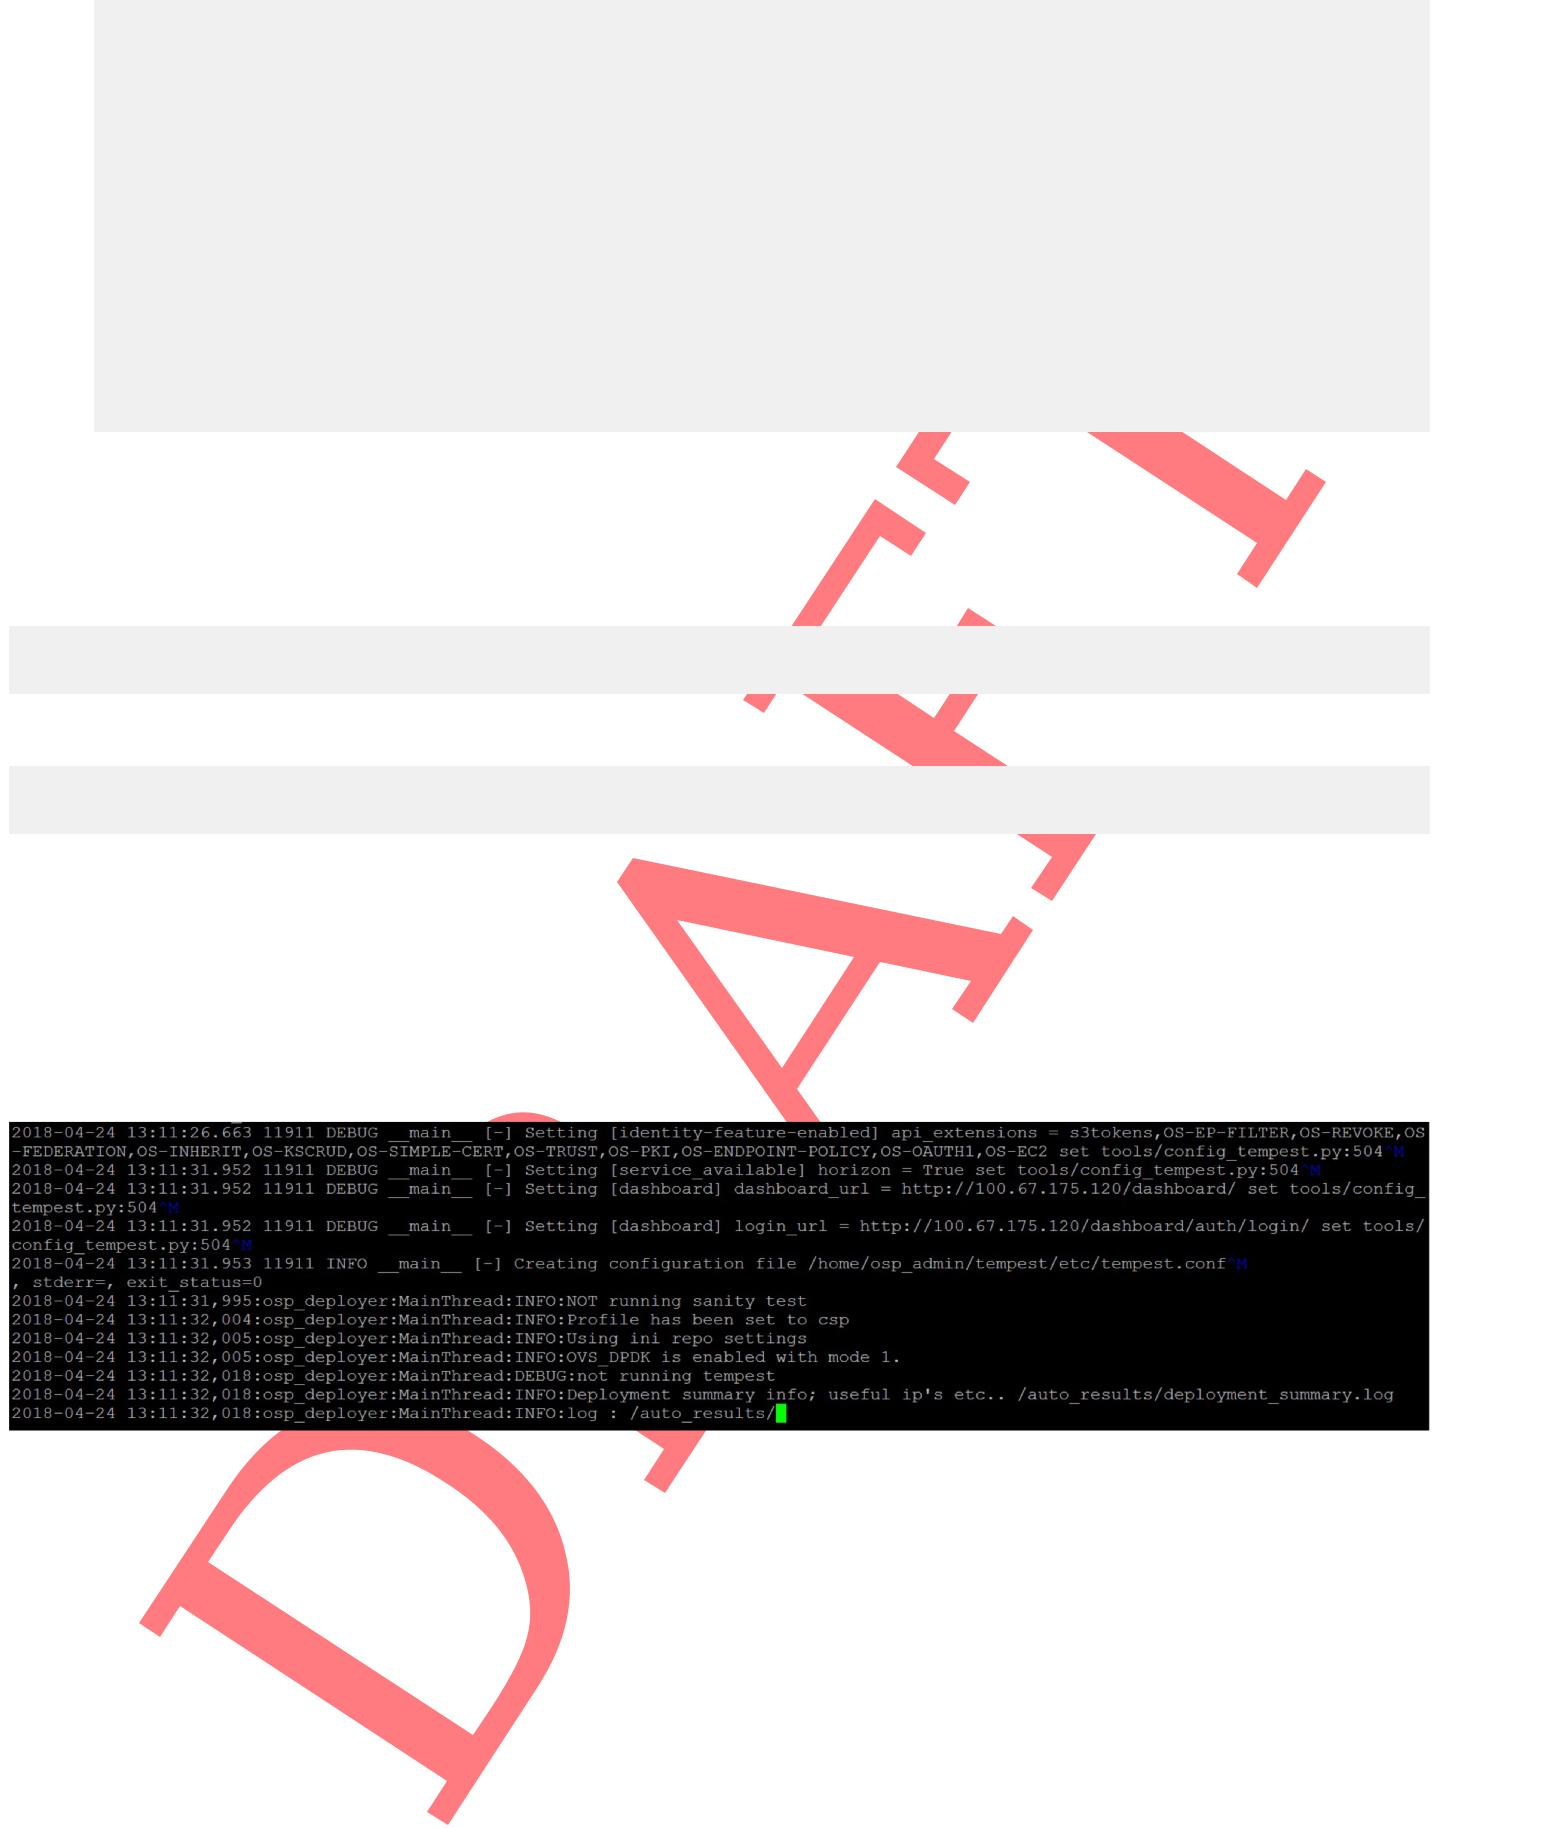 2018-04-24 13:11:26.663 11911 DEBUG __main__ [-] Setting [identity-feature-enabled] api_extensions = s3tokens,OS-EP-FILTER,OS-REVOKE,OS
-FEDERATION,OS-INHERIT,OS-KSCRUD,OS-SIMPLE-CERT,OS-TRUST,OS-PKI,OS-ENDPOINT-POLICY,OS-OAUTH1,OS-EC2 set tools/config_tempest.py:504^M
2018-04-24 13:11:31.952 11911 DEBUG __main__ [-] Setting [service_available] horizon = True set tools/config_tempest.py:504^M
2018-04-24 13:11:31.952 11911 DEBUG __main__ [-] Setting [dashboard] dashboard_url = http://100.67.175.120/dashboard/ set tools/config_
tempest.py:504^M
2018-04-24 13:11:31.952 11911 DEBUG __main__ [-] Setting [dashboard] login_url = http://100.67.175.120/dashboard/auth/login/ set tools/
config_tempest.py:504^M
2018-04-24 13:11:31.953 11911 INFO __main__ [-] Creating configuration file /home/osp_admin/tempest/etc/tempest.conf^M
, stderr=, exit_status=0
2018-04-24 13:11:31,995:osp_deployer:MainThread:INFO:NOT running sanity test
2018-04-24 13:11:32,004:osp_deployer:MainThread:INFO:Profile has been set to csp
2018-04-24 13:11:32,005:osp_deployer:MainThread:INFO:Using ini repo settings
2018-04-24 13:11:32,005:osp_deployer:MainThread:INFO:OVS_DPDK is enabled with mode 1.
2018-04-24 13:11:32,018:osp_deployer:MainThread:DEBUG:not running tempest
2018-04-24 13:11:32,018:osp_deployer:MainThread:INFO:Deployment summary info; useful ip's etc.. /auto_results/deployment_summary.log
2018-04-24 13:11:32,018:osp_deployer:MainThread:INFO:log : /auto_results/
DRAFT